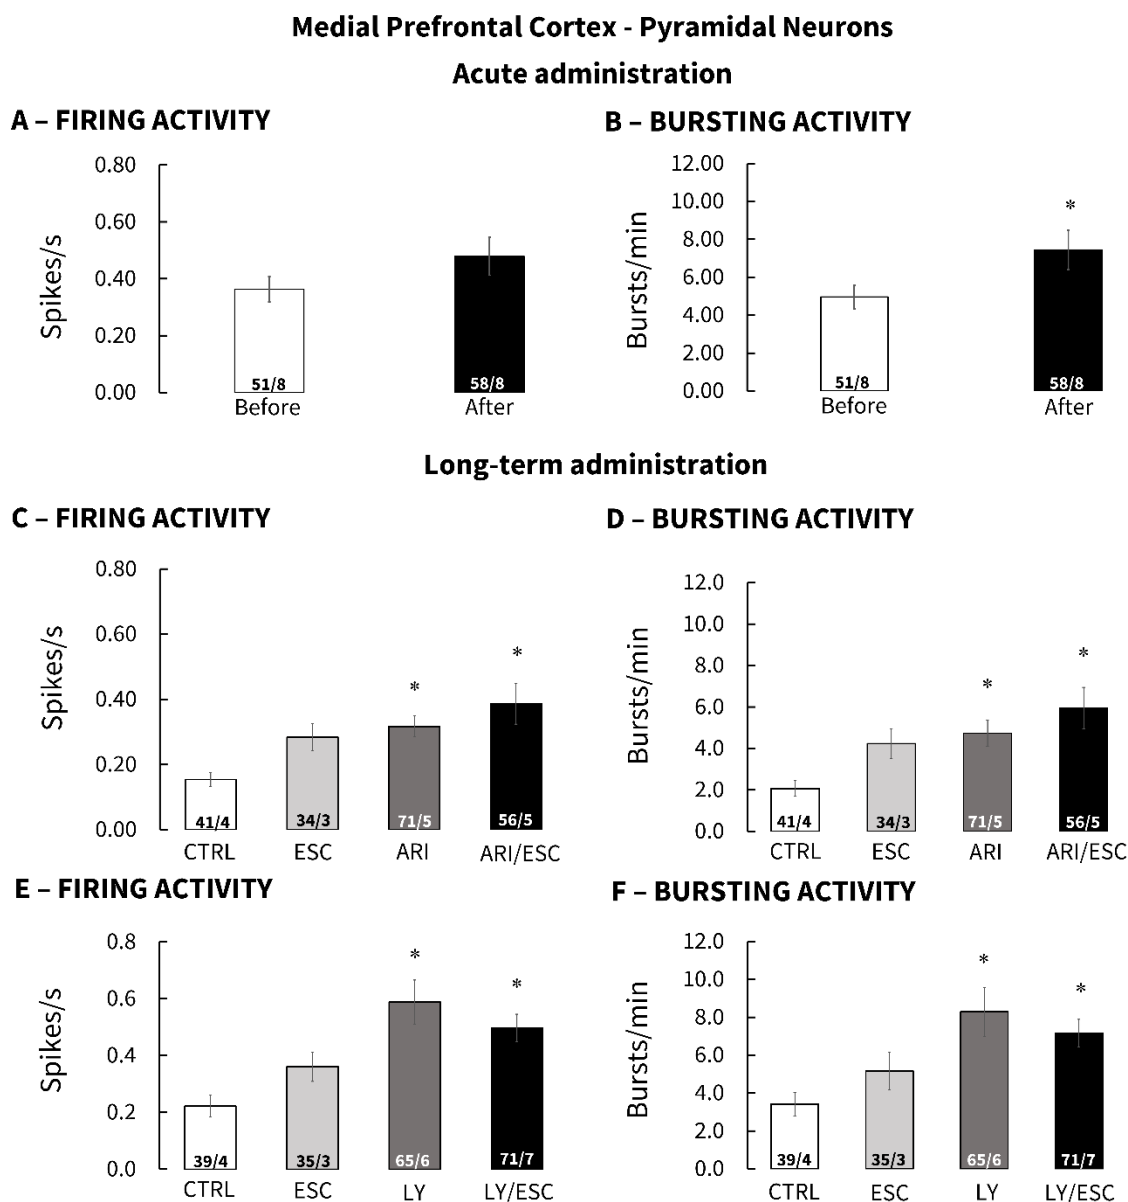 Medial Prefrontal Cortex - Pyramidal Neurons
Acute administration
A – FIRING ACTIVITY
Spikes/s
0.80
0.60
0.40
0.20
0.00
51/8
58/8
Before
After
B – BURSTING ACTIVITY
Bursts/min
12.00
10.00
8.00
6.00
4.00
2.00
0.00
*
51/8
58/8
Before
After
Long-term administration
C – FIRING ACTIVITY
Spikes/s
0.80
0.60
0.40
0.20
0.00
*
*
41/4
34/3
71/5
56/5
CTRL
ESC
ARI
ARI/ESC
D – BURSTING ACTIVITY
Bursts/min
12.0
10.0
8.0
6.0
4.0
2.0
0.0
*
*
41/4
34/3
71/5
56/5
CTRL
ESC
ARI
ARI/ESC
E – FIRING ACTIVITY
Spikes/s
0.8
0.6
0.4
0.2
0.0
*
*
39/4
35/3
65/6
71/7
CTRL
ESC
LY
LY/ESC
F – BURSTING ACTIVITY
Bursts/min
12.0
10.0
8.0
6.0
4.0
2.0
0.0
*
*
39/4
35/3
65/6
71/7
CTRL
ESC
LY
LY/ESC